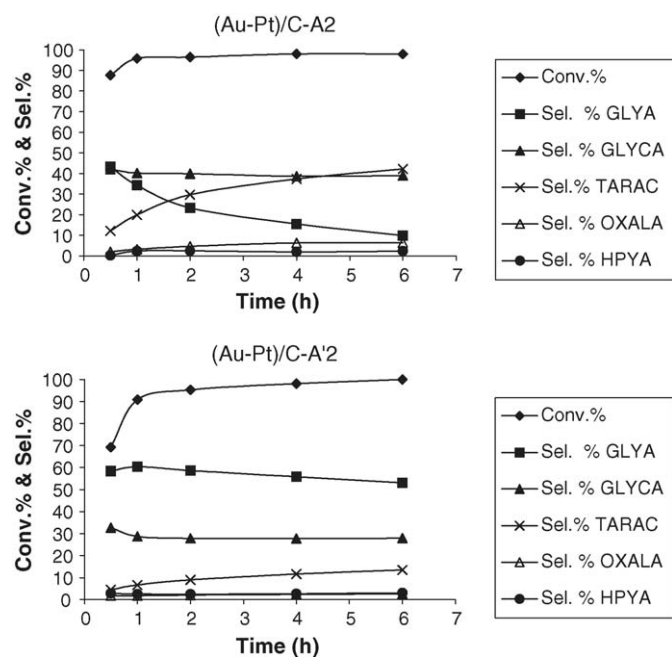 (Au-Pt)/C-A2
Conv.% & Sel.%
100
90
80
70
60
50
40
30
20
10
0
0 1 2 3 4 5 6 7
Time (h)
Conv.%
Sel. % GLYA
Sel. % GLYCA
Sel.% TARAC
Sel. % OXALA
Sel. % HPYA
(Au-Pt)/C-A'2
Conv.% & Sel.%
100
90
80
70
60
50
40
30
20
10
0
0 1 2 3 4 5 6 7
Time (h)
Conv.%
Sel. % GLYA
Sel. % GLYCA
Sel.% TARAC
Sel. % OXALA
Sel. % HPYA